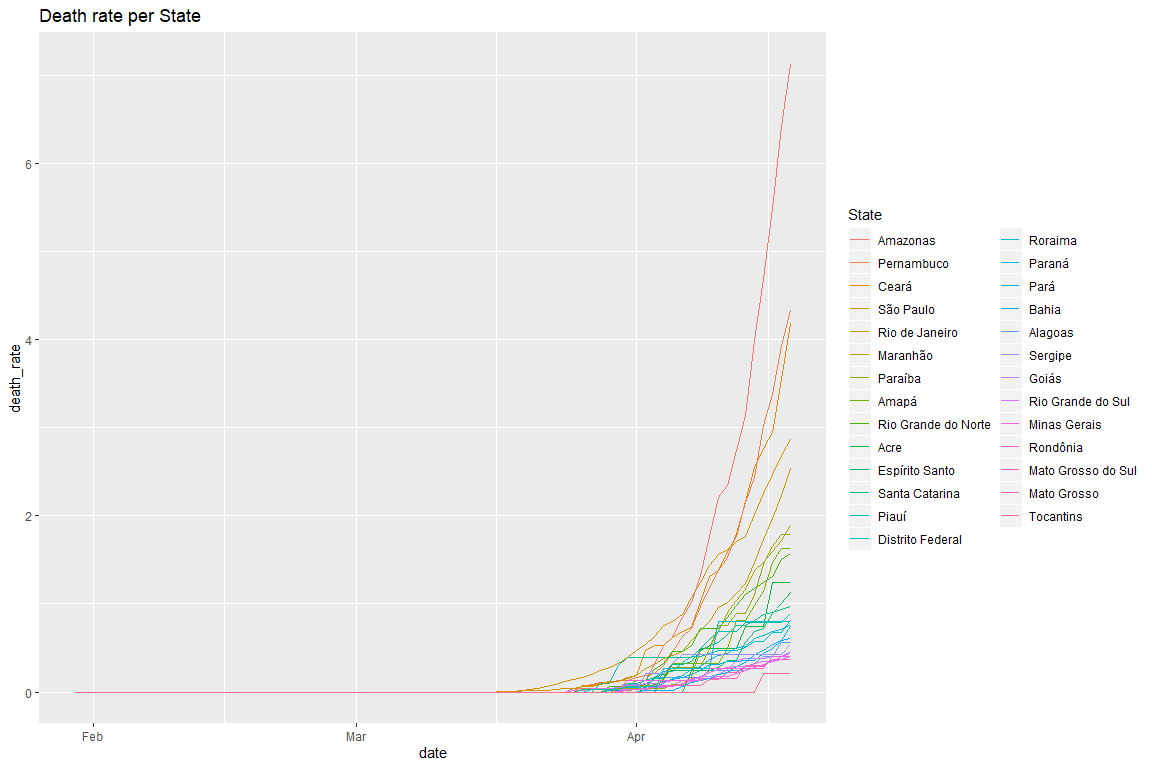 Death rate per State
death_rate
6
4
2
0
Feb
Mar
Apr
date
State
Amazonas
Pernambuco
Ceará
São Paulo
Rio de Janeiro
Maranhão
Paraíba
Amapá
Rio Grande do Norte
Acre
Espírito Santo
Santa Catarina
Piauí
Distrito Federal
Roraima
Paraná
Pará
Bahia
Alagoas
Sergipe
Goiás
Rio Grande do Sul
Minas Gerais
Rondônia
Mato Grosso do Sul
Mato Grosso
Tocantins